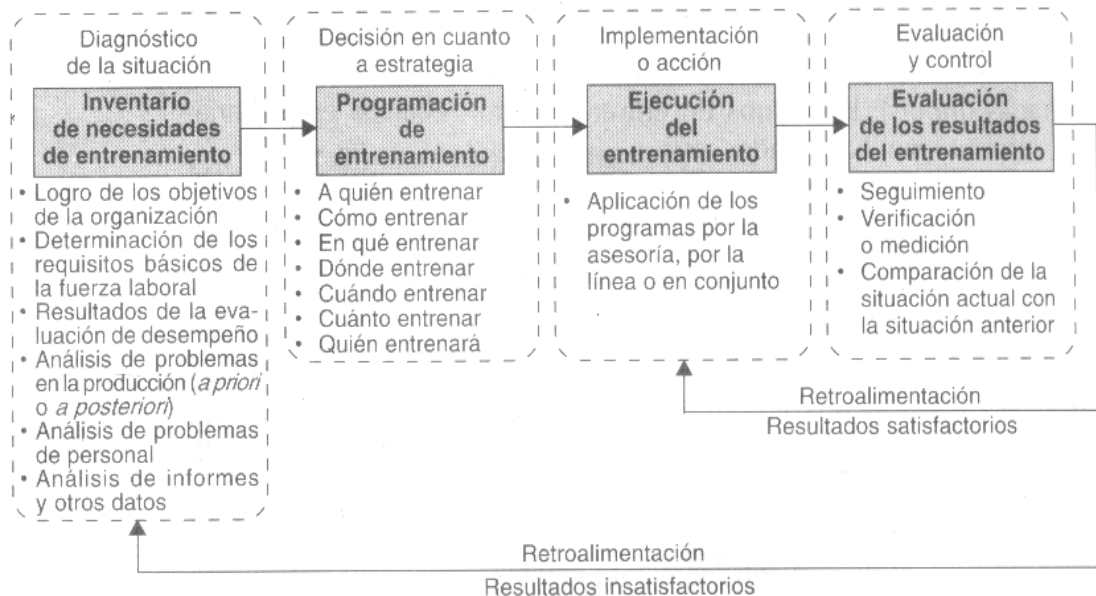 Diagnóstico
de la situación
Inventario
de necesidades
de entrenamiento
• Logro de los objetivos
de la organización
• Determinación de los
requisitos básicos de
la fuerza laboral
• Resultados de la eva-
luación de desempeño
• Análisis de problemas
en la producción (a priori
o a posteriori)
• Análisis de problemas
de personal
• Análisis de informes
y otros datos
Decisión en cuanto
a estrategia
Programación
de
entrenamiento
• A quién entrenar
• Cómo entrenar
• En qué entrenar
• Dónde entrenar
• Cuándo entrenar
• Cuánto entrenar
• Quién entrenará
Implementación
o acción
Ejecución
del
entrenamiento
• Aplicación de los
programas por la
asesoría, por la
línea o en conjunto
Evaluación
y control
Evaluación
de los resultados
del entrenamiento
• Seguimiento
• Verificación
o medición
• Comparación de la
situación actual con
la situación anterior
Retroalimentación
Resultados satisfactorios
Retroalimentación
Resultados insatisfactorios